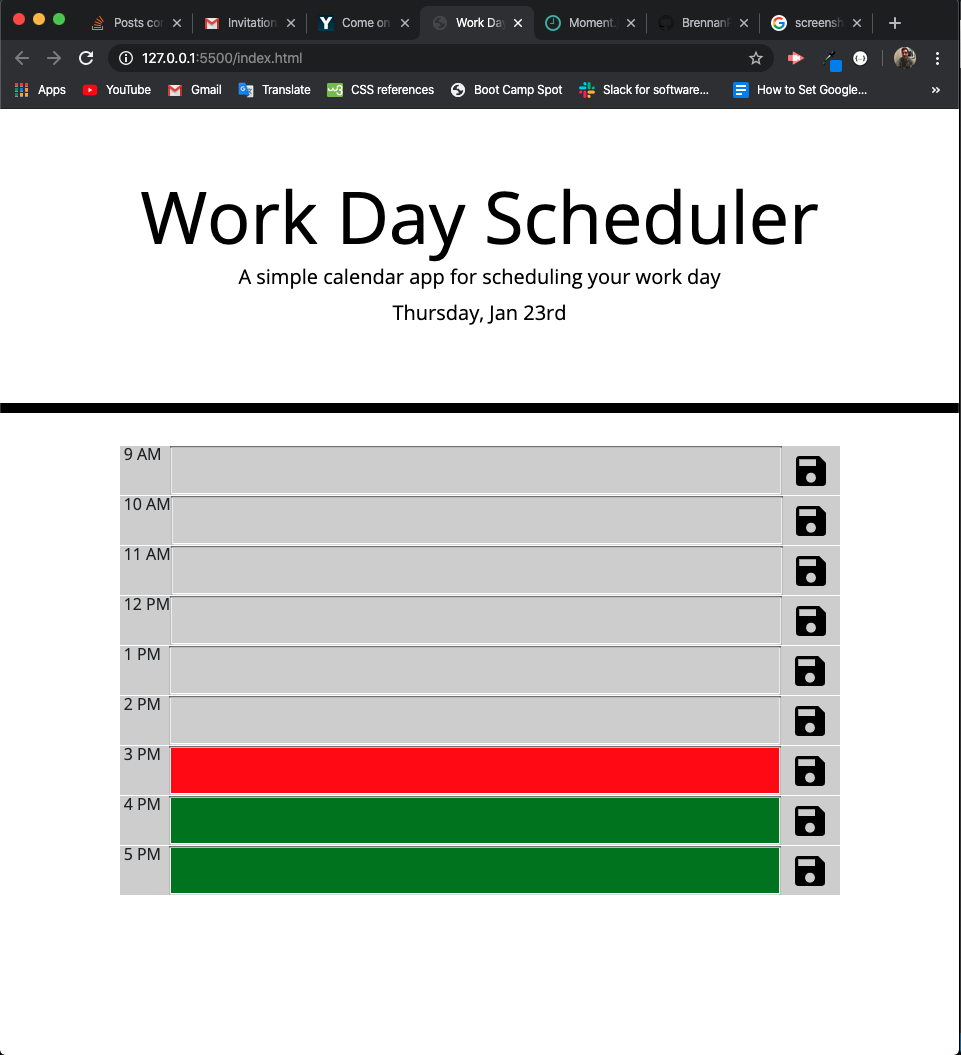 Posts co
Invitation
Come on
Work Da
Moment.
Brennan
screensh
127.0.0.1:5500/index.html
Apps YouTube Gmail Translate CSS references Boot Camp Spot Slack for software... How to Set Google... »
Work Day Scheduler
A simple calendar app for scheduling your work day
Thursday, Jan 23rd
9 AM
10 AM
11 AM
12 PM
1 PM
2 PM
3 PM
4 PM
5 PM